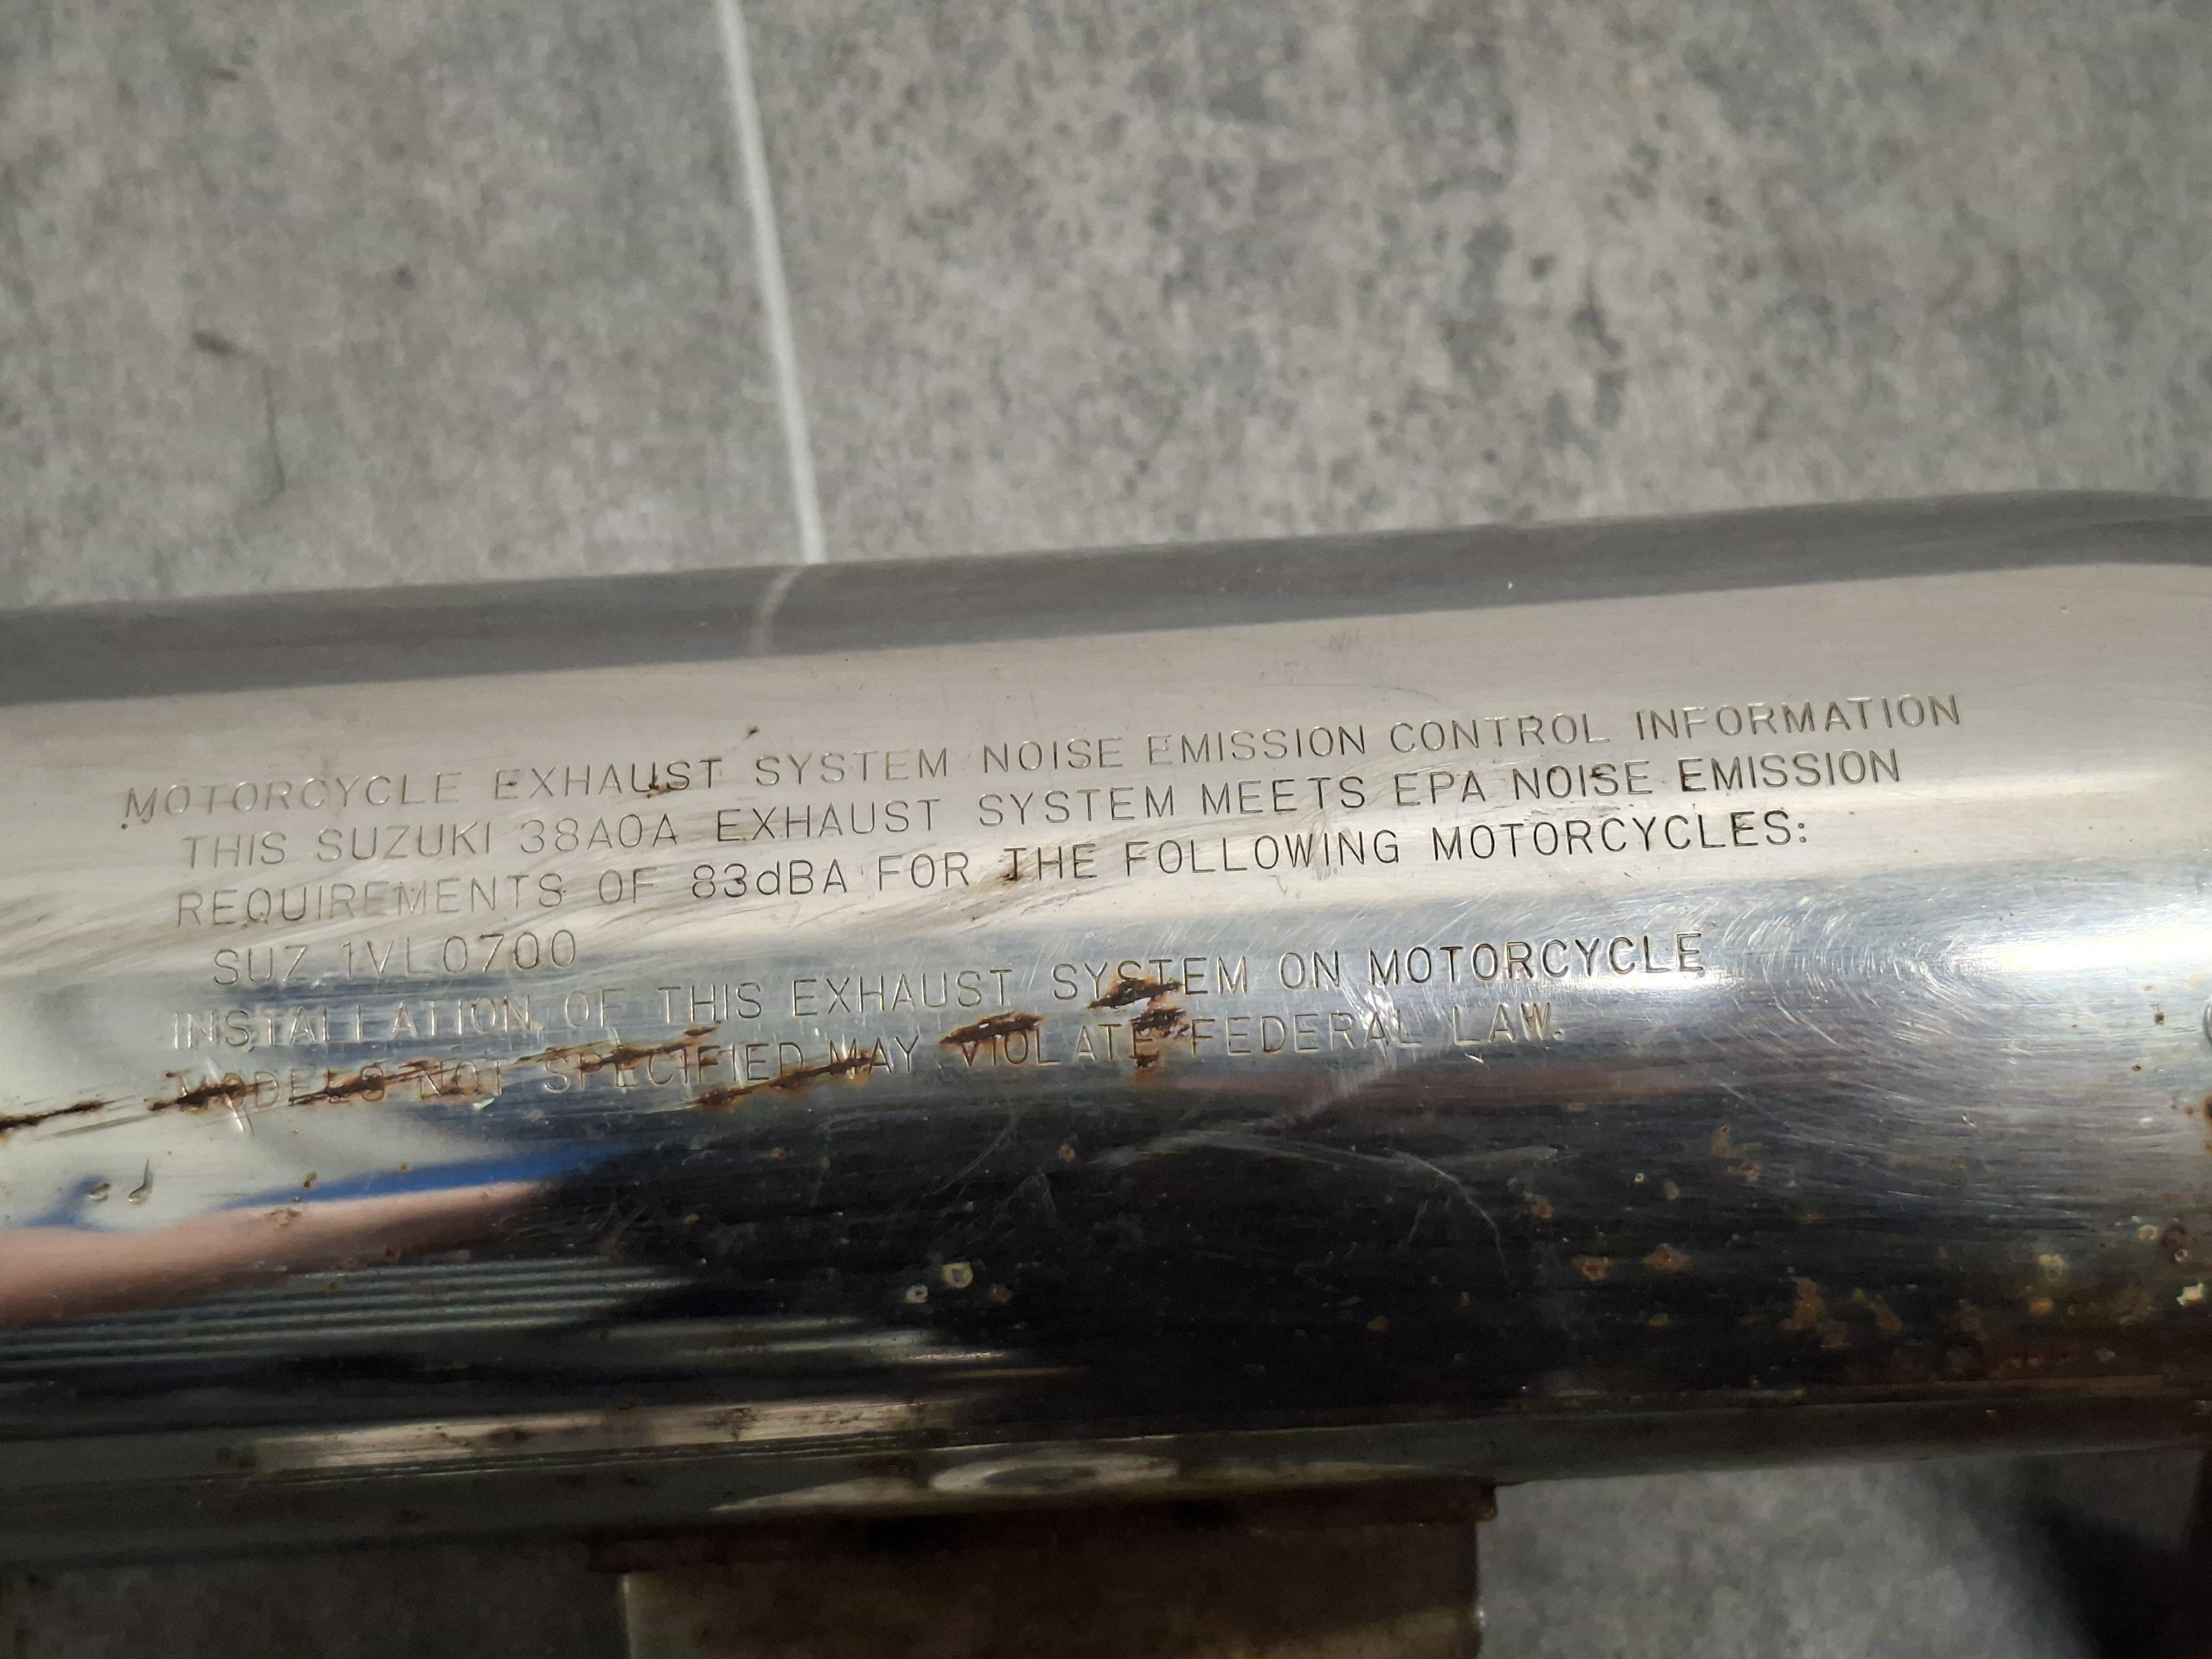 MOTORCYCLE EXHAUST SYSTEM NOISE EMISSION CONTROL INFORMATION
THIS SUZUKI 38A0A EXHAUST SYSTEM MEETS EPA NOISE EMISSION
REQUIREMENTS OF 83dBA FOR THE FOLLOWING MOTORCYCLES:
SUZ 1VL0700
INSTALLATION OF THIS EXHAUST SYSTEM ON MOTORCYCLE
MODELS NOT SPECIFIED MAY VIOLATE FEDERAL LAW.